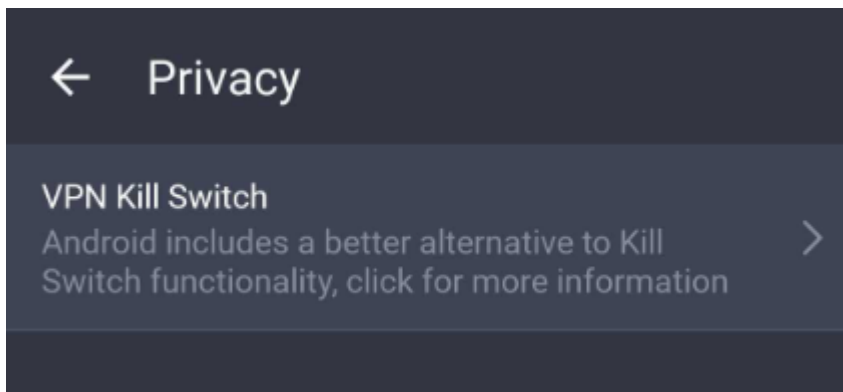 Privacy
VPN Kill Switch
Android includes a better alternative to Kill
Switch functionality, click for more information